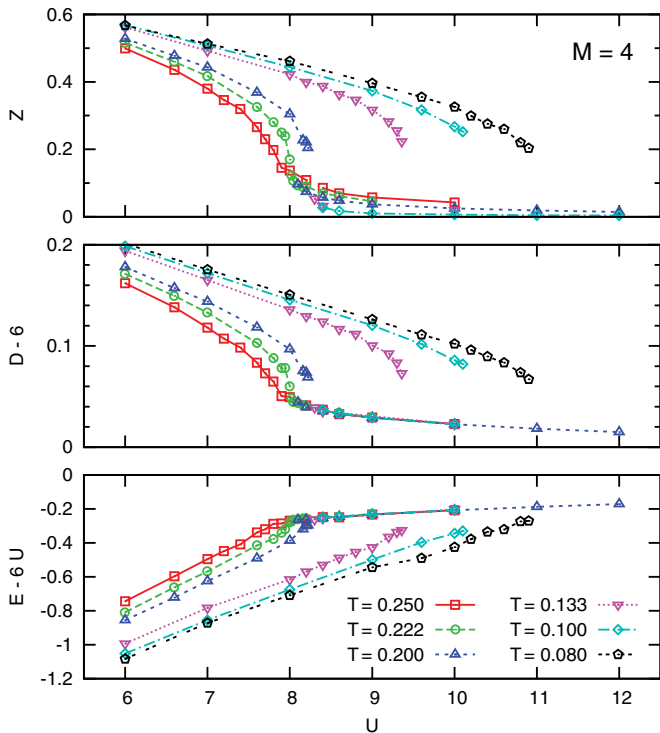 0.6
M = 4
0.4
Z
0.2
0
0.2
D - 6
0.1
0
0
-0.2
-0.4
E - 6 U
-0.6
-0.8
-1
-1.2
T = 0.250 T = 0.133
T = 0.222 T = 0.100
T = 0.200 T = 0.080
6 7 8 9 10 11 12
U